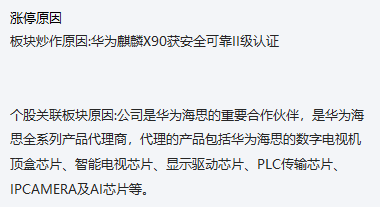 涨停原因
板块炒作原因:华为麒麟X90获安全可靠II级认证
个股关联板块原因:公司是华为海思的重要合作伙伴，是华为海
思全系列产品代理商，代理的产品包括华为海思的数字电视机
顶盒芯片、智能电视芯片、显示驱动芯片、PLC传输芯片、
IPCAMERA及AI芯片等。